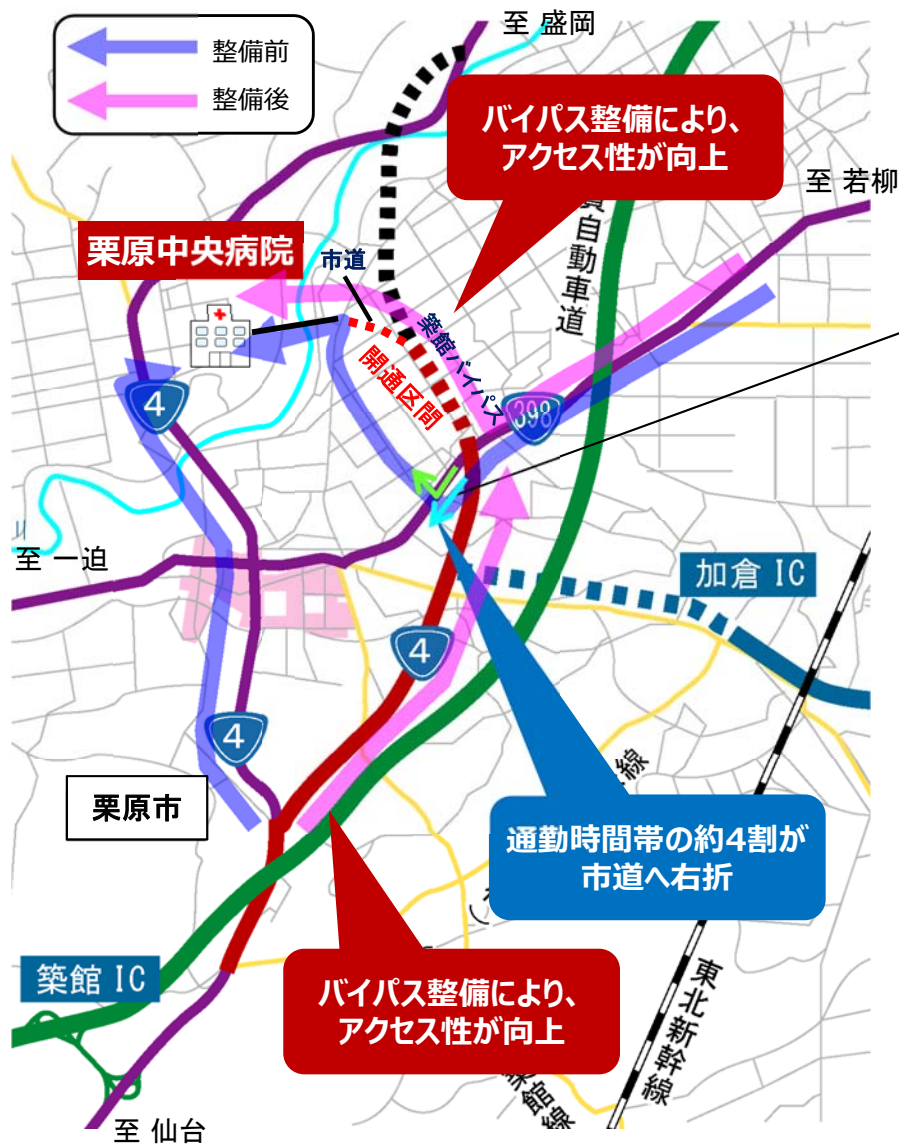 至 盛岡
整備前
整備後
バイパス整備により、
アクセス性が向上
至 若柳
自動車道
栗原中央病院
市道
築館バイパス
開通区間
4
398
川
至 一迫
加倉 IC
4
4
栗原市
通勤時間帯の約4割が
市道へ右折
線
築館 IC
バイパス整備により、
アクセス性が向上
東北新幹線
館線
至 仙台